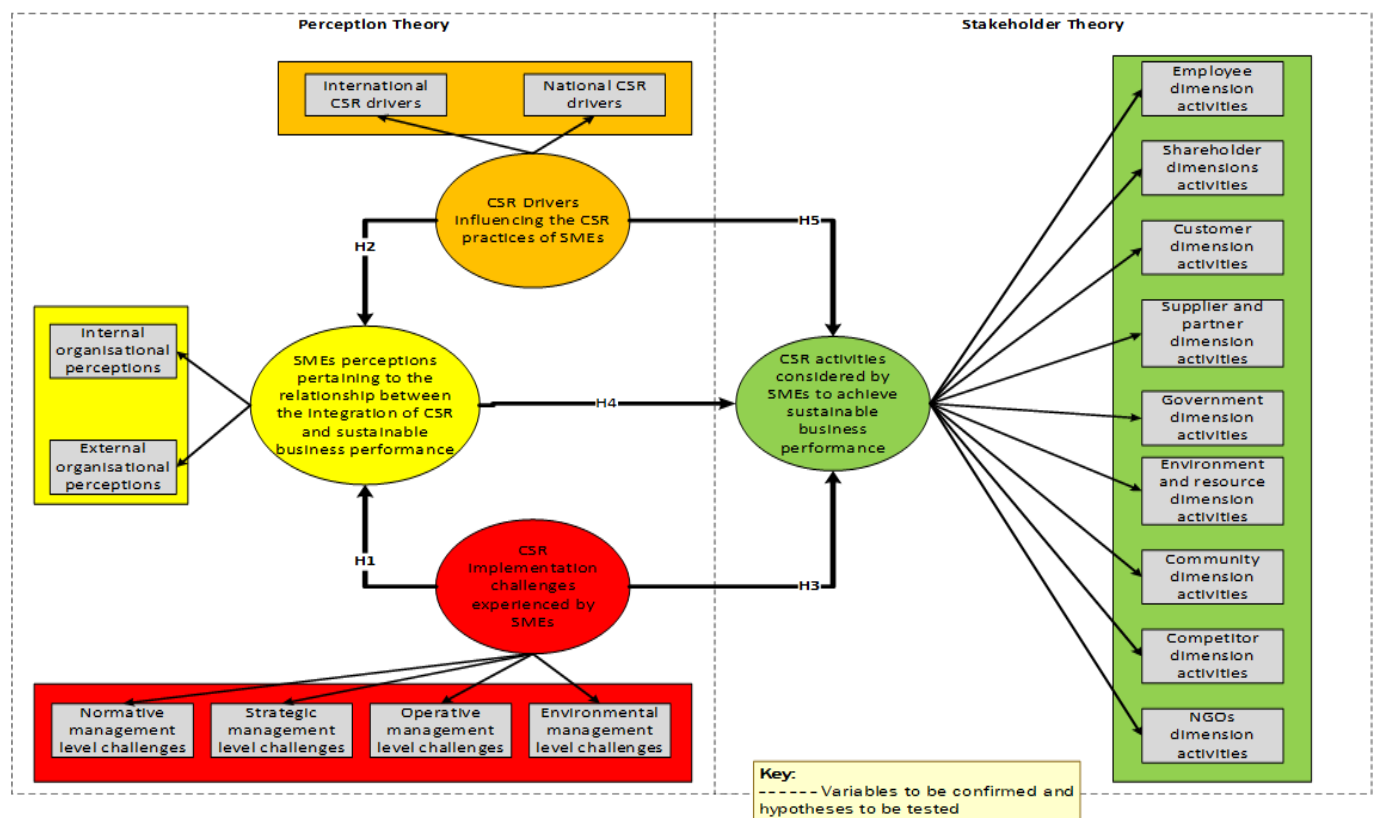 Perception Theory
Stakeholder Theory
International
CSR drivers
National CSR
drivers
CSR Drivers
influencing the CSR
practices of SMEs
H2
H5
Internal
organisational
perceptions
External
organisational
perceptions
SMEs perceptions
pertaining to the
relationship between
the integration of CSR
and sustainable
business performance
H4
CSR activities
considered by
SMEs to achieve
sustainable
business
performance
H1
H3
CSR
implementation
challenges
experienced by
SMEs
Normative
management
level challenges
Strategic
management
level challenges
Operative
management
level challenges
Environmental
management
level challenges
Employee
dimension
activities
Shareholder
dimensions
activities
Customer
dimension
activities
Supplier and
partner
dimension
activities
Government
dimension
activities
Environment
and resource
dimension
activities
Community
dimension
activities
Competitor
dimension
activities
NGOs
dimension
activities
Key:
------ Variables to be confirmed and
hypotheses to be tested